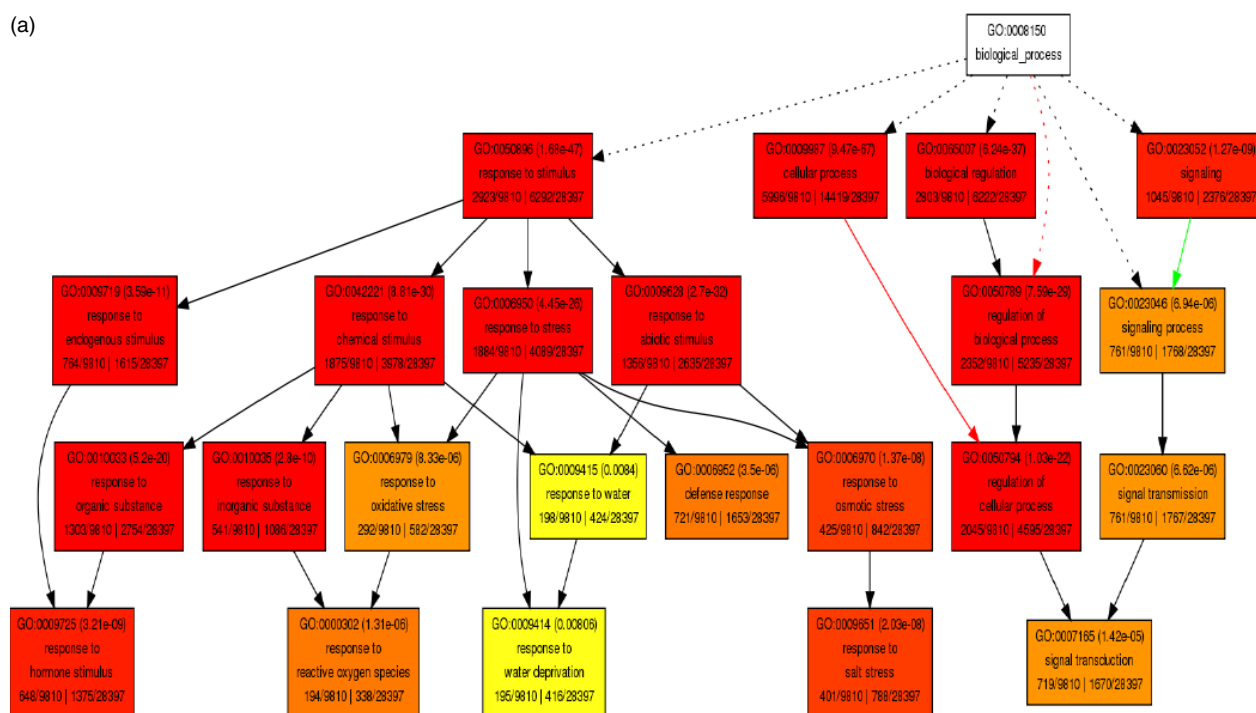 (a)
GO:0008150
biological_process
GO:0050896 (1.68e-47)
response to stimulus
2923/9810 | 6292/28397
GO:0009987 (9.47e-67)
cellular process
5996/9810 | 14419/28397
GO:0065007 (6.24e-37)
biological regulation
2803/9810 | 6222/28397
GO:0023052 (1.27e-09)
signaling
1045/9810 | 2376/28397
GO:0009719 (3.59e-11)
response to
endogenous stimulus
764/9810 | 1615/28397
GO:0042221 (8.81e-30)
response to
chemical stimulus
1875/9810 | 3978/28397
GO:0006950 (4.45e-26)
response to stress
1884/9810 | 4089/28397
GO:0009628 (2.7e-32)
response to
abiotic stimulus
1356/9810 | 2635/28397
GO:0050789 (7.59e-29)
regulation of
biological process
2352/9810 | 5235/28397
GO:0023046 (6.94e-06)
signaling process
761/9810 | 1768/28397
GO:0010033 (5.2e-20)
response to
organic substance
1303/9810 | 2754/28397
GO:0010035 (2.8e-10)
response to
inorganic substance
541/9810 | 1086/28397
GO:0006979 (8.33e-06)
response to
oxidative stress
292/9810 | 582/28397
GO:0009415 (0.0084)
response to water
198/9810 | 424/28397
GO:0006952 (3.5e-06)
defense response
721/9810 | 1653/28397
GO:0006970 (1.37e-08)
response to
osmotic stress
425/9810 | 842/28397
GO:0050794 (1.03e-22)
regulation of
cellular process
2045/9810 | 4595/28397
GO:0023060 (6.62e-06)
signal transmission
761/9810 | 1767/28397
GO:0009725 (3.21e-09)
response to
hormone stimulus
648/9810 | 1375/28397
GO:0000302 (1.31e-06)
response to
reactive oxygen species
194/9810 | 338/28397
GO:0009414 (0.00806)
response to
water deprivation
195/9810 | 416/28397
GO:0009651 (2.03e-08)
response to
salt stress
401/9810 | 788/28397
GO:0007165 (1.42e-05)
signal transduction
719/9810 | 1670/28397